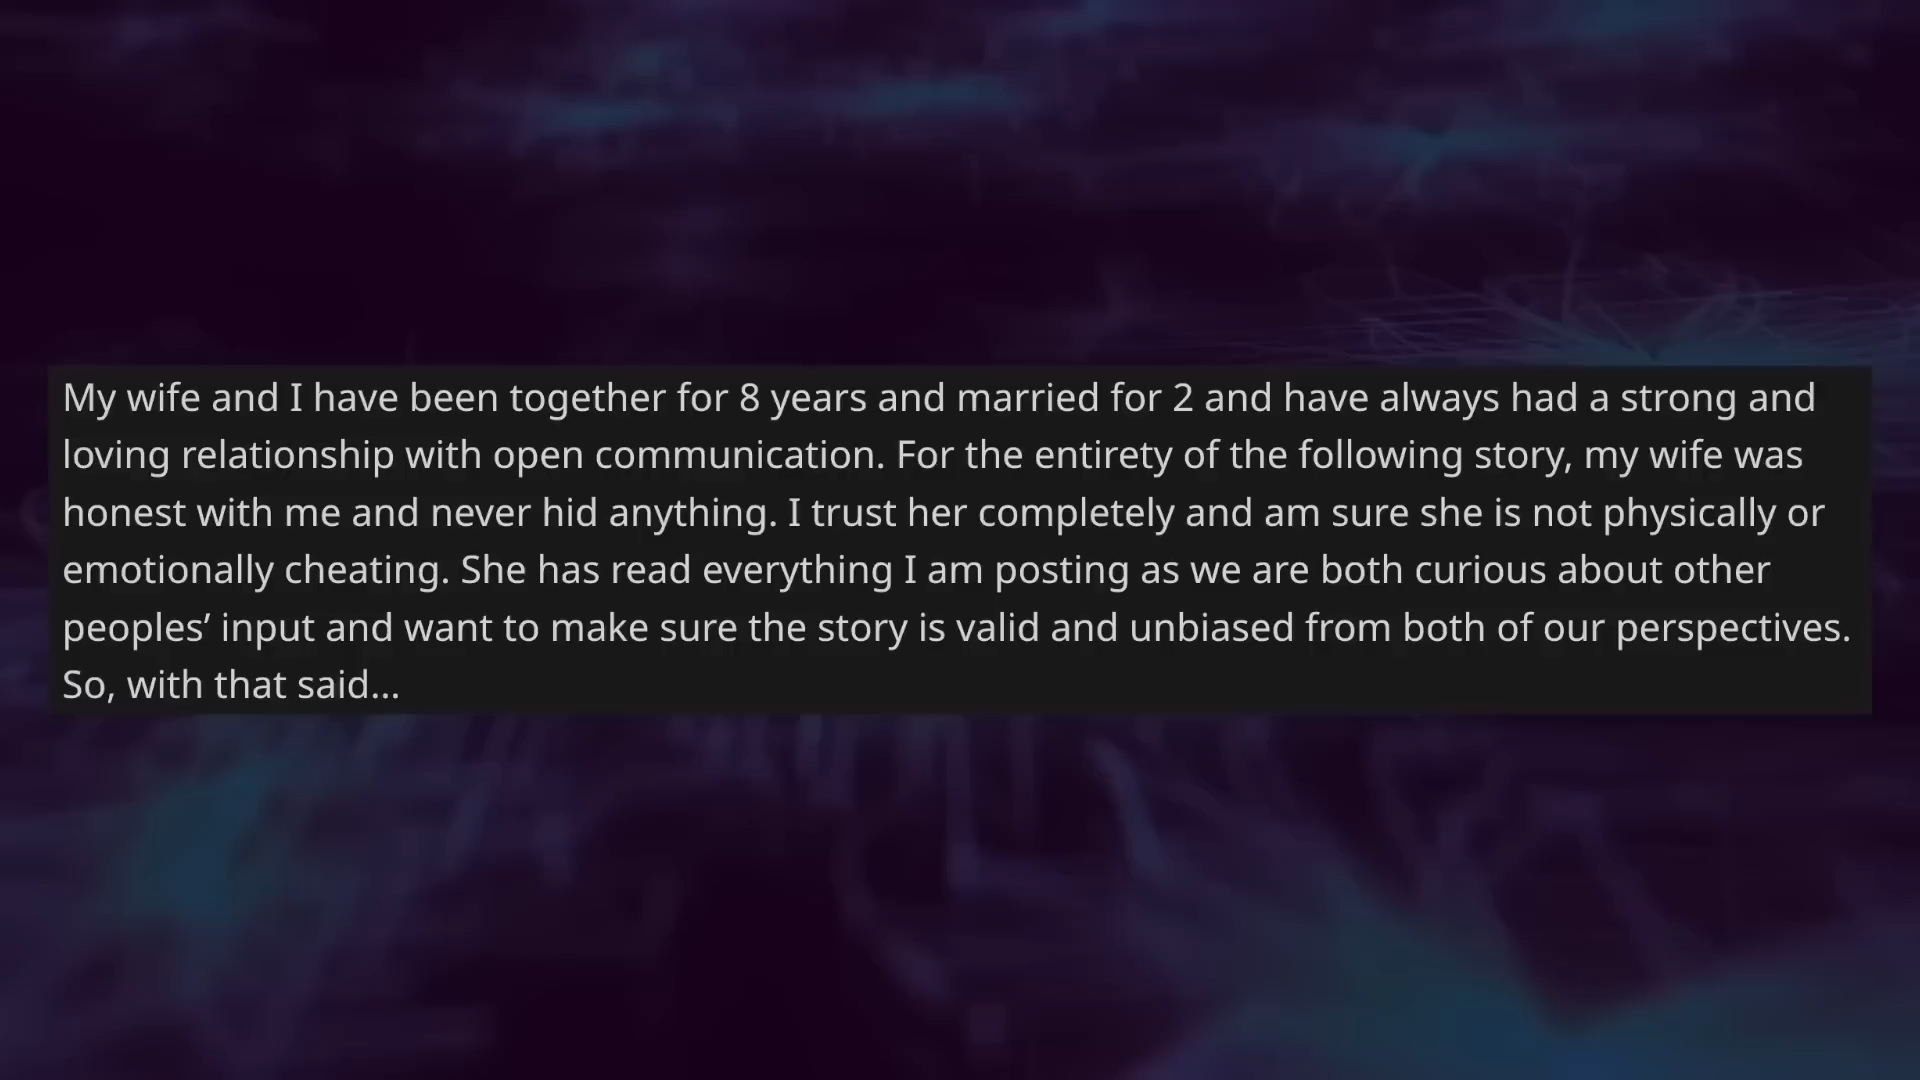 My wife and I have been together for 8 years and married for 2 and have always had a strong and
loving relationship with open communication. For the entirety of the following story, my wife was
honest with me and never hid anything. I trust her completely and am sure she is not physically or
emotionally cheating. She has read everything I am posting as we are both curious about other
peoples’ input and want to make sure the story is valid and unbiased from both of our perspectives.
So, with that said...